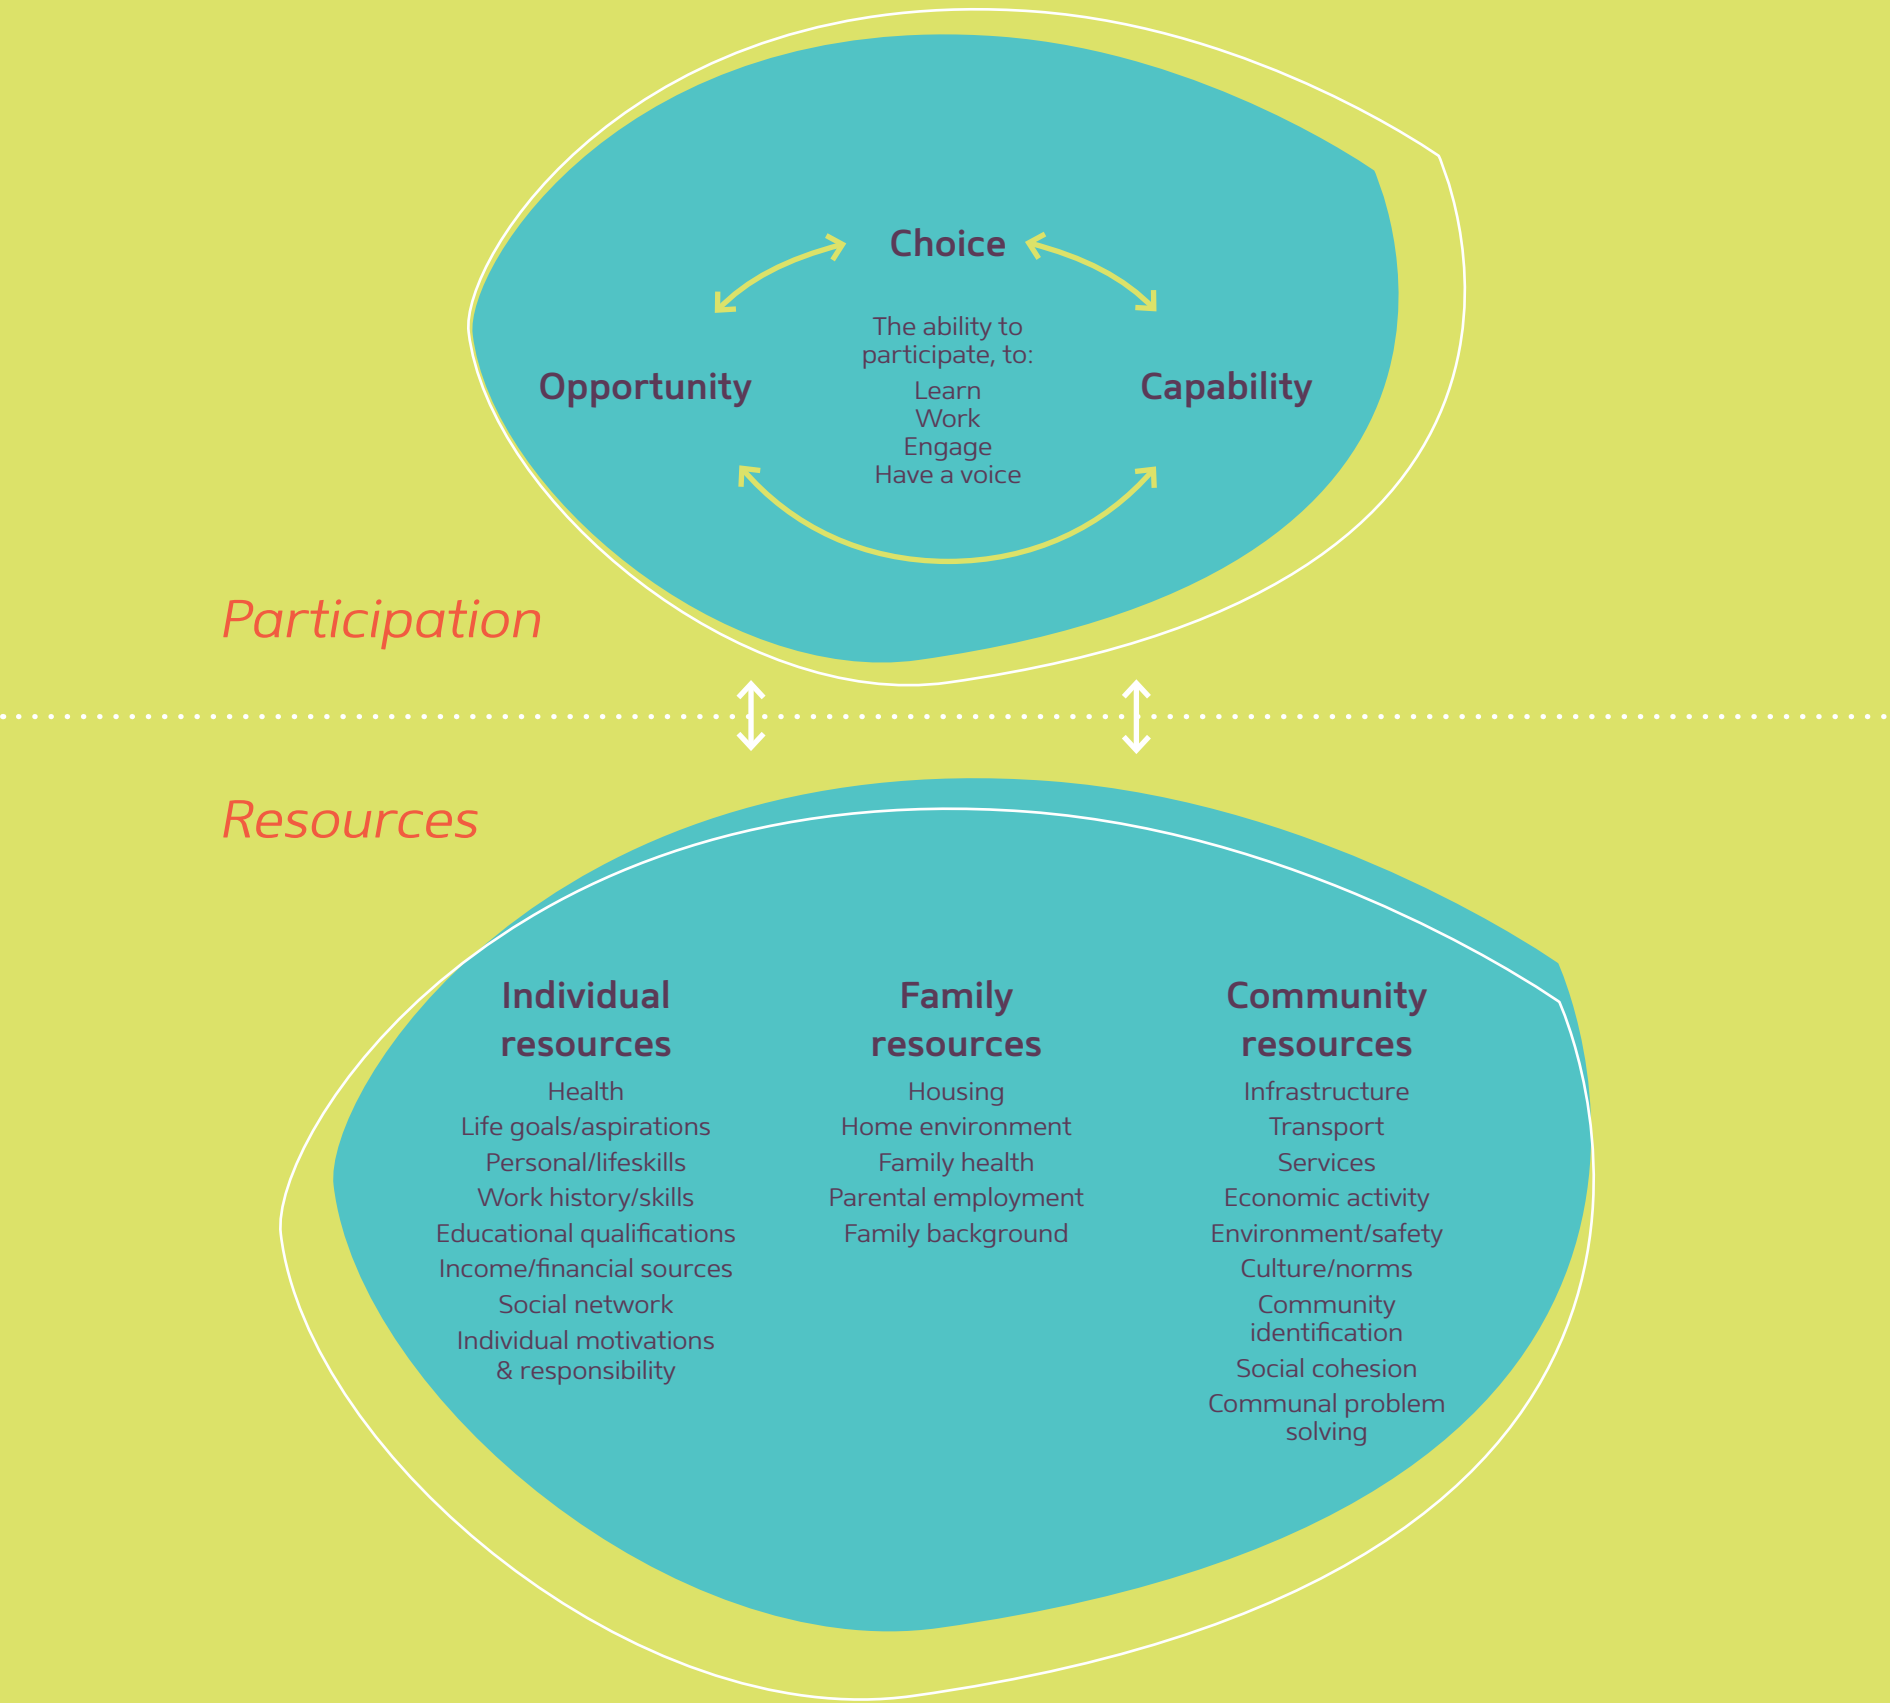 Choice
The ability to
participate, to:
Learn
Work
Engage
Have a voice
Opportunity
Capability
Participation
Resources
Individual
resources
Health
Life goals/aspirations
Personal/lifeskills
Work history/skills
Educational qualifications
Income/financial sources
Social network
Individual motivations
& responsibility
Family
resources
Housing
Home environment
Family health
Parental employment
Family background
Community
resources
Infrastructure
Transport
Services
Economic activity
Environment/safety
Culture/norms
Community
identification
Social cohesion
Communal problem
solving